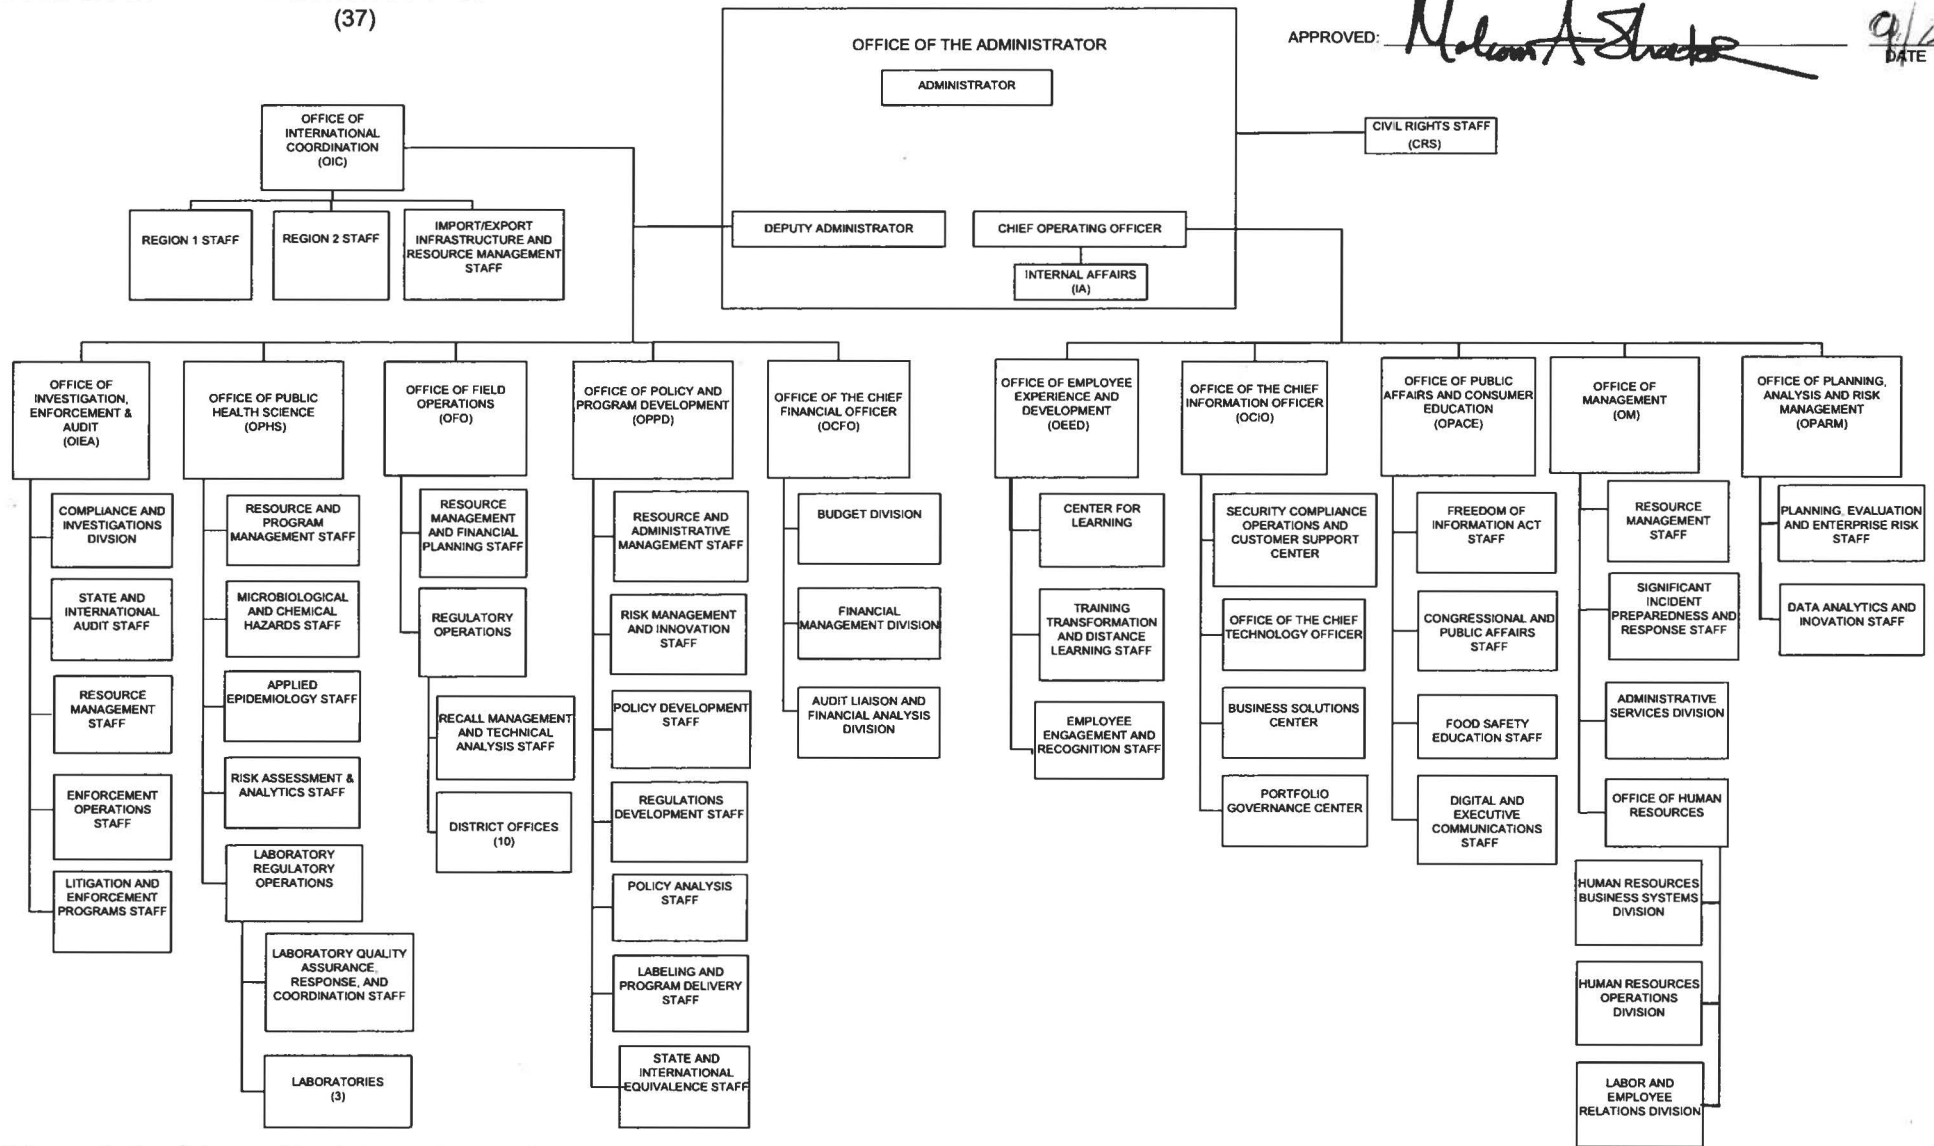 (37)
OFFICE OF THE ADMINISTRATOR
ADMINISTRATOR
DEPUTY ADMINISTRATOR
CHIEF OPERATING OFFICER
INTERNAL AFFAIRS
(IA)
APPROVED:
DATE
CIVIL RIGHTS STAFF
(CRS)
OFFICE OF
INTERNATIONAL
COORDINATION
(OIC)
REGION 1 STAFF
REGION 2 STAFF
IMPORT/EXPORT
INFRASTRUCTURE AND
RESOURCE MANAGEMENT
STAFF
OFFICE OF
INVESTIGATION,
ENFORCEMENT &
AUDIT
(OIEA)
COMPLIANCE AND
INVESTIGATIONS
DIVSION
STATE AND
INTERNATIONAL
AUDIT STAFF
RESOURCE
MANAGEMENT
STAFF
ENFORCEMENT
OPERATIONS
STAFF
LITIGATION AND
ENFORCEMENT
PROGRAMS STAFF
OFFICE OF PUBLIC
HEALTH SCIENCE
(OPHS)
RESOURCE AND
PROGRAM
MANAGEMENT STAFF
MICROBIOLOGICAL
AND CHEMICAL
HAZARDS STAFF
APPLIED
EPIDEMIOLOGY STAFF
RISK ASSESSMENT &
ANALYTICS STAFF
LABORATORY
REGULATORY
OPERATIONS
LABORATORY QUALITY
ASSURANCE,
RESPONSE, AND
COORDINATION STAFF
LABORATORIES
(3)
OFFICE OF FIELD
OPERATIONS
(OFO)
RESOURCE
MANAGEMENT
AND FINANCIAL
PLANNING STAFF
REGULATORY
OPERATIONS
RECALL MANAGEMENT
AND TECHNICAL
ANALYSIS STAFF
DISTRICT OFFICES
(10)
OFFICE OF POLICY AND
PROGRAM DEVELOPMENT
(OPPD)
RESOURCE AND
ADMINISTRATIVE
MANAGEMENT STAFF
RISK MANAGEMENT
AND INNOVATION
STAFF
POLICY DEVELOPMENT
STAFF
REGULATIONS
DEVELOPMENT STAFF
POLICY ANALYSIS
STAFF
LABELING AND
PROGRAM DELIVERY
STAFF
STATE AND
INTERNATIONAL
EQUIVALENCE STAFF
OFFICE OF THE CHIEF
FINANCIAL OFFICER
(OCFO)
BUDGET DIVISION
FINANCIAL
MANAGEMENT DIVISION
AUDIT LIAISON AND
FINANCIAL ANALYSIS
DIVISION
OFFICE OF EMPLOYEE
EXPERIENCE AND
DEVELOPMENT
(OEED)
CENTER FOR
LEARNING
TRAINING
TRANSFORMATION
AND DISTANCE
LEARNING STAFF
EMPLOYEE
ENGAGEMENT AND
RECOGNITION STAFF
OFFICE OF THE CHIEF
INFORMATION OFFICER
(OCIO)
SECURITY COMPLIANCE
OPERATIONS AND
CUSTOMER SUPPORT
CENTER
OFFICE OF THE CHIEF
TECHNOLOGY OFFICER
BUSINESS SOLUTIONS
CENTER
PORTFOLIO
GOVERNANCE CENTER
OFFICE OF PUBLIC
AFFAIRS AND CONSUMER
EDUCATION
(OPACE)
FREEDOM OF
INFORMATION ACT
STAFF
CONGRESSIONAL AND
PUBLIC AFFAIRS
STAFF
FOOD SAFETY
EDUCATION STAFF
DIGITAL AND
EXECUTIVE
COMMUNICATIONS
STAFF
OFFICE OF
MANAGEMENT
(OM)
RESOURCE
MANAGEMENT
STAFF
SIGNIFICANT
INCIDENT
PREPAREDNESS AND
RESPONSE STAFF
ADMINISTRATIVE
SERVICES DIVISION
OFFICE OF HUMAN
RESOURCES
HUMAN RESOURCES
BUSINESS SYSTEMS
DIVISION
HUMAN RESOURCES
OPERATIONS
DIVISION
LABOR AND
EMPLOYEE
RELATIONS DIVISION
OFFICE OF PLANNING,
ANALYSIS AND RISK
MANAGEMENT
(OPARM)
PLANNING, EVALUATION
AND ENTERPRISE RISK
STAFF
DATA ANALYTICS AND
INOVATION STAFF